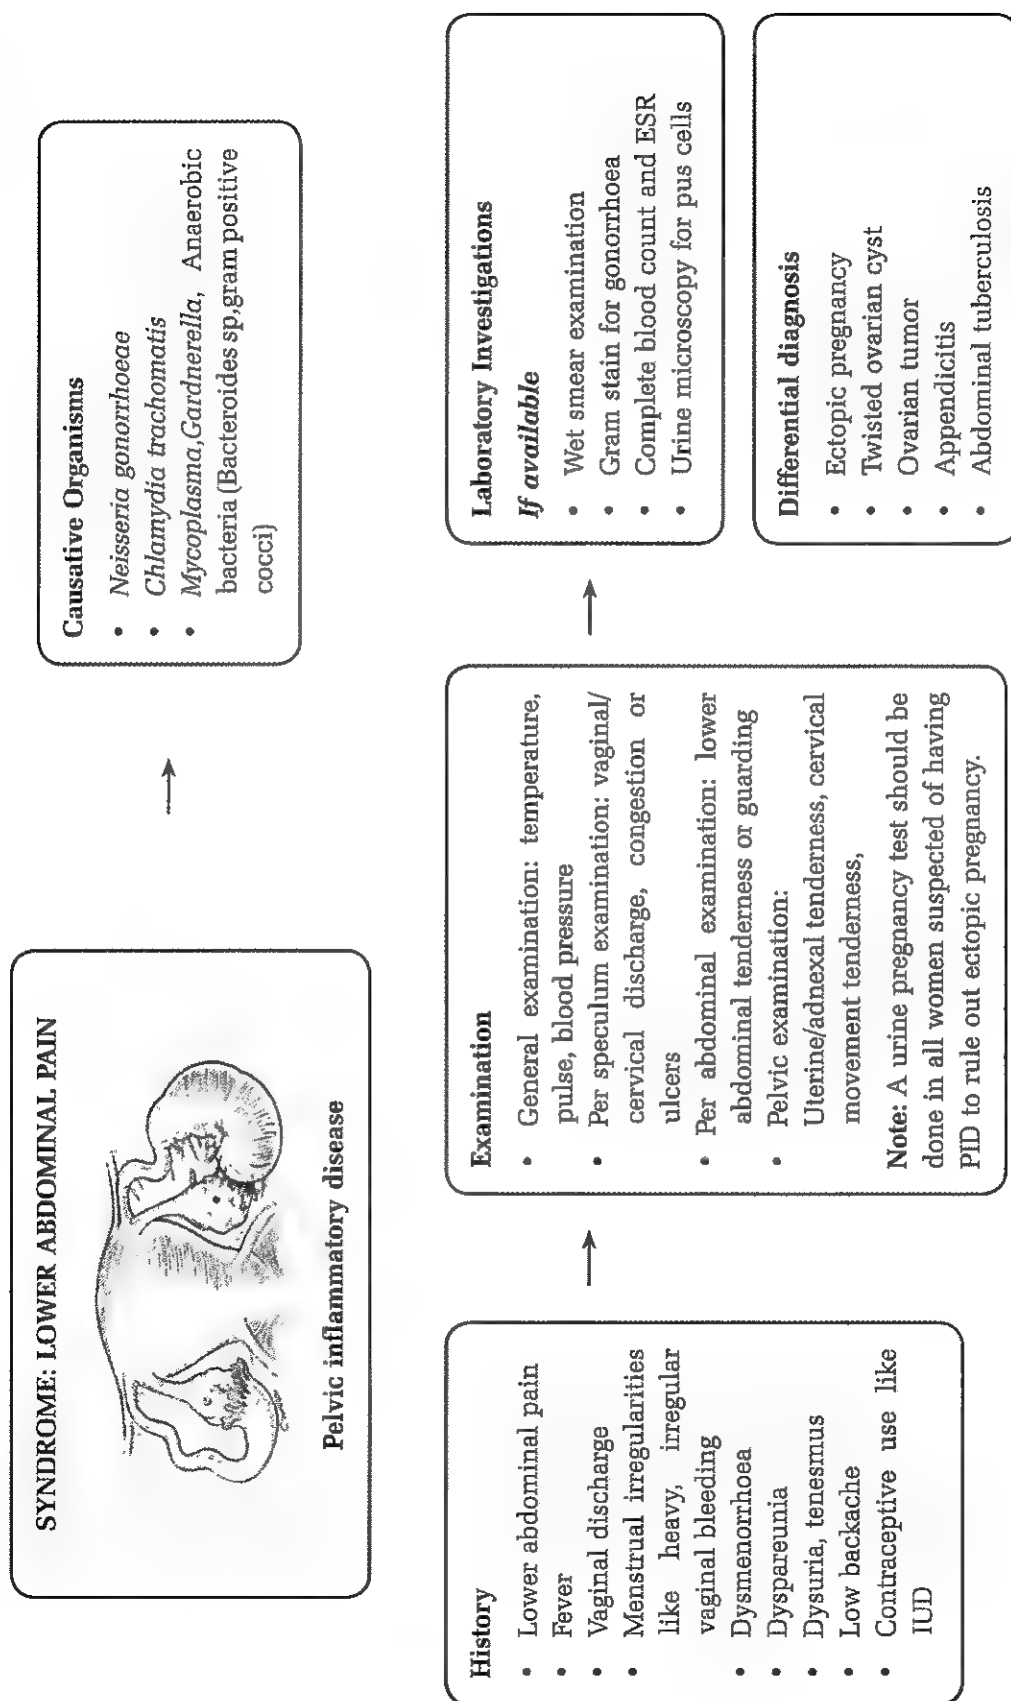 SYNDROME: LOWER ABDOMINAL PAIN
Pelvic inflammatory disease
Causative Organisms
• Neisseria gonorrhoeae
• Chlamydia trachomatis
• Mycoplasma,Gardnerella, Anaerobic
bacteria (Bacteroides sp,gram positive
cocci)
History
• Lower abdominal pain
• Fever
• Vaginal discharge
• Menstrual irregularities
like heavy, irregular
vaginal bleeding
• Dysmenorrhoea
• Dyspareunia
• Dysuria, tenesmus
• Low backache
• Contraceptive use like
IUD
Examination
• General examination: temperature,
pulse, blood pressure
• Per speculum examination: vaginal/
cervical discharge, congestion or
ulcers
• Per abdominal examination: lower
abdominal tenderness or guarding
• Pelvic examination:
Uterine/adnexal tenderness, cervical
movement tenderness,
Note: A urine pregnancy test should be
done in all women suspected of having
PID to rule out ectopic pregnancy.
Laboratory Investigations
If available
• Wet smear examination
• Gram stain for gonorrhoea
• Complete blood count and ESR
• Urine microscopy for pus cells
Differential diagnosis
• Ectopic pregnancy
• Twisted ovarian cyst
• Ovarian tumor
• Appendicitis
• Abdominal tuberculosis